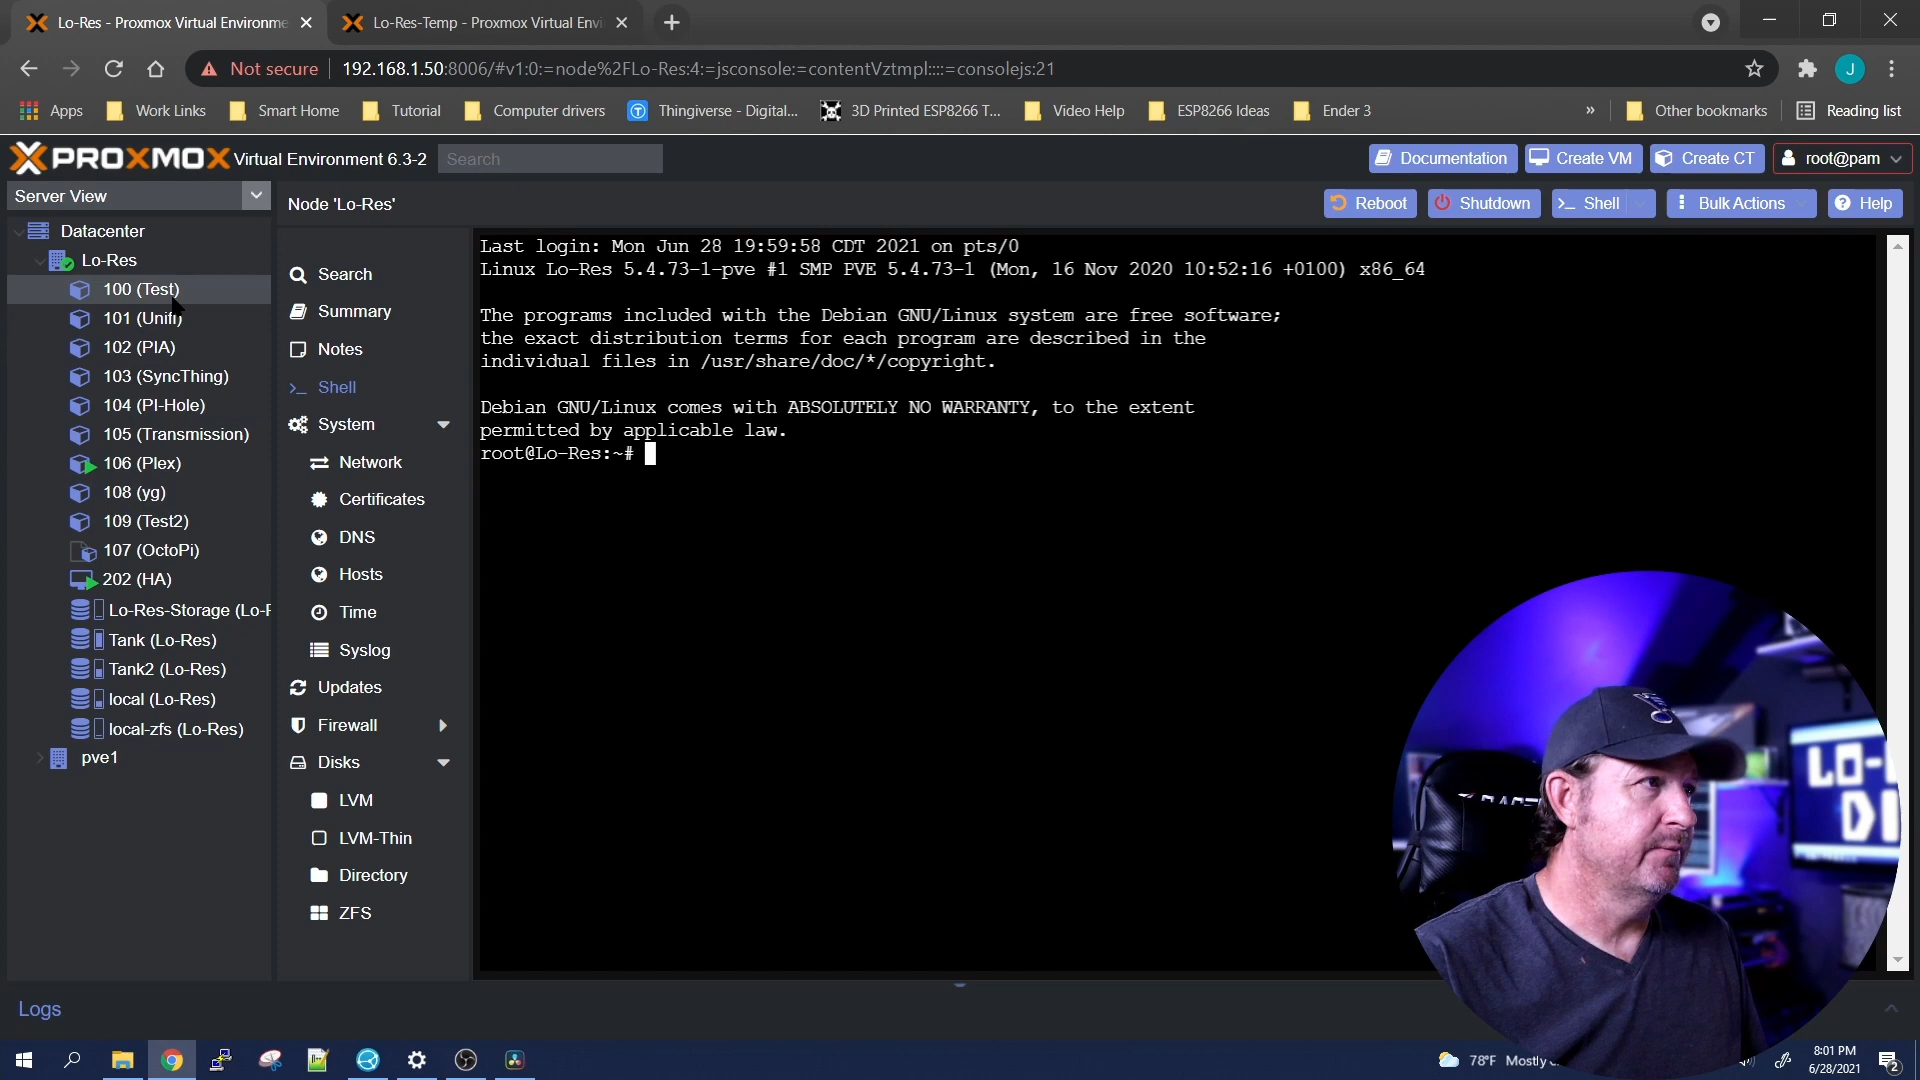 Lo-Res - Proxmox Virtual Environme
Lo-Res-Temp - Proxmox Virtual Envi
Not secure
192.168.1.50:8006/#v1:0:=node%2FLo-Res:4:=jsconsole:=contentVztmpl::::=consolejs:21
J
Apps
Work Links
Smart Home
Tutorial
Computer drivers
Thingiverse - Digital...
3D Printed ESP8266 T...
Video Help
ESP8266 Ideas
Ender 3
»
Other bookmarks
Reading list
PROXMOX Virtual Environment 6.3-2
Search
Documentation
Create VM
Create CT
root@pam
Server View
Node 'Lo-Res'
Reboot
Shutdown
Shell
Bulk Actions
Help
Datacenter
Lo-Res
100 (Test)
101 (Unifi)
102 (PIA)
103 (SyncThing)
104 (PI-Hole)
105 (Transmission)
106 (Plex)
108 (yg)
109 (Test2)
107 (OctoPi)
202 (HA)
Lo-Res-Storage (Lo-R
Tank (Lo-Res)
Tank2 (Lo-Res)
local (Lo-Res)
local-zfs (Lo-Res)
pve1
Search
Summary
Notes
Shell
System
Network
Certificates
DNS
Hosts
Time
Syslog
Updates
Firewall
Disks
LVM
LVM-Thin
Directory
ZFS
Last login: Mon Jun 28 19:59:58 CDT 2021 on pts/0
Linux Lo-Res 5.4.73-1-pve #1 SMP PVE 5.4.73-1 (Mon, 16 Nov 2020 10:52:16 +0100) x86_64
The programs included with the Debian GNU/Linux system are free software;
the exact distribution terms for each program are described in the
individual files in /usr/share/doc/*/copyright.
Debian GNU/Linux comes with ABSOLUTELY NO WARRANTY, to the extent
permitted by applicable law.
root@Lo-Res:~#
LO-
DI
Logs
78°F Mostly
8:01 PM
6/28/2021
2